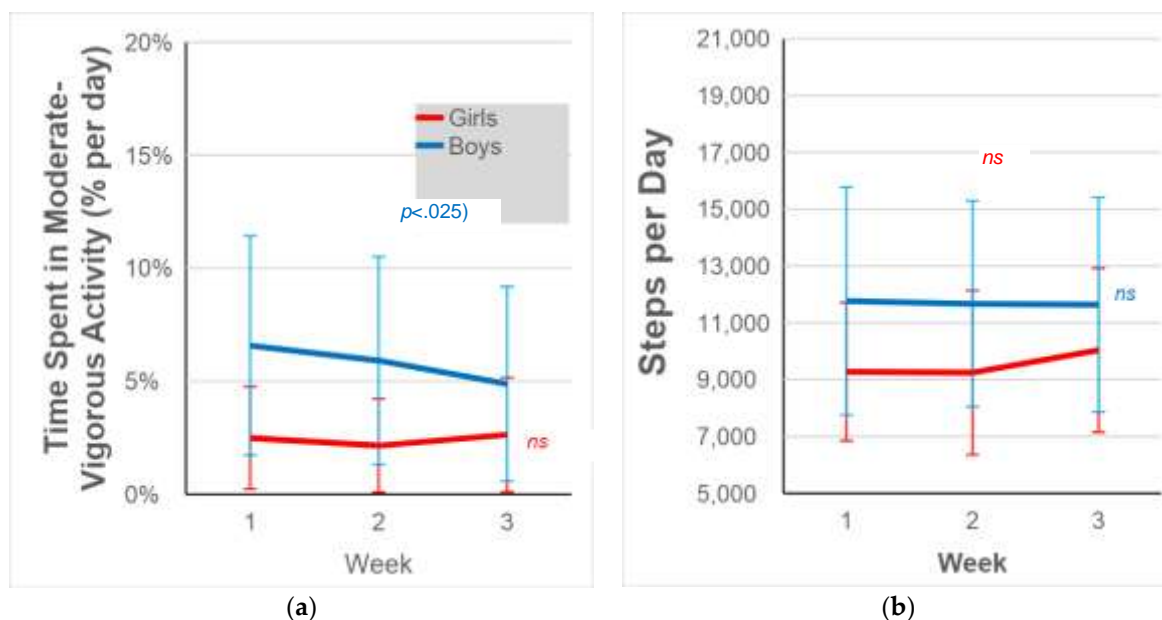 Time Spent in Moderate-
Vigorous Activity (% per day)
20%
15%
10%
5%
0%
Girls
Boys
p<.025)
ns
1
2
3
Week
(a)
Steps per Day
21,000
19,000
17,000
15,000
13,000
11,000
9,000
7,000
5,000
ns
ns
1
2
3
Week
(b)